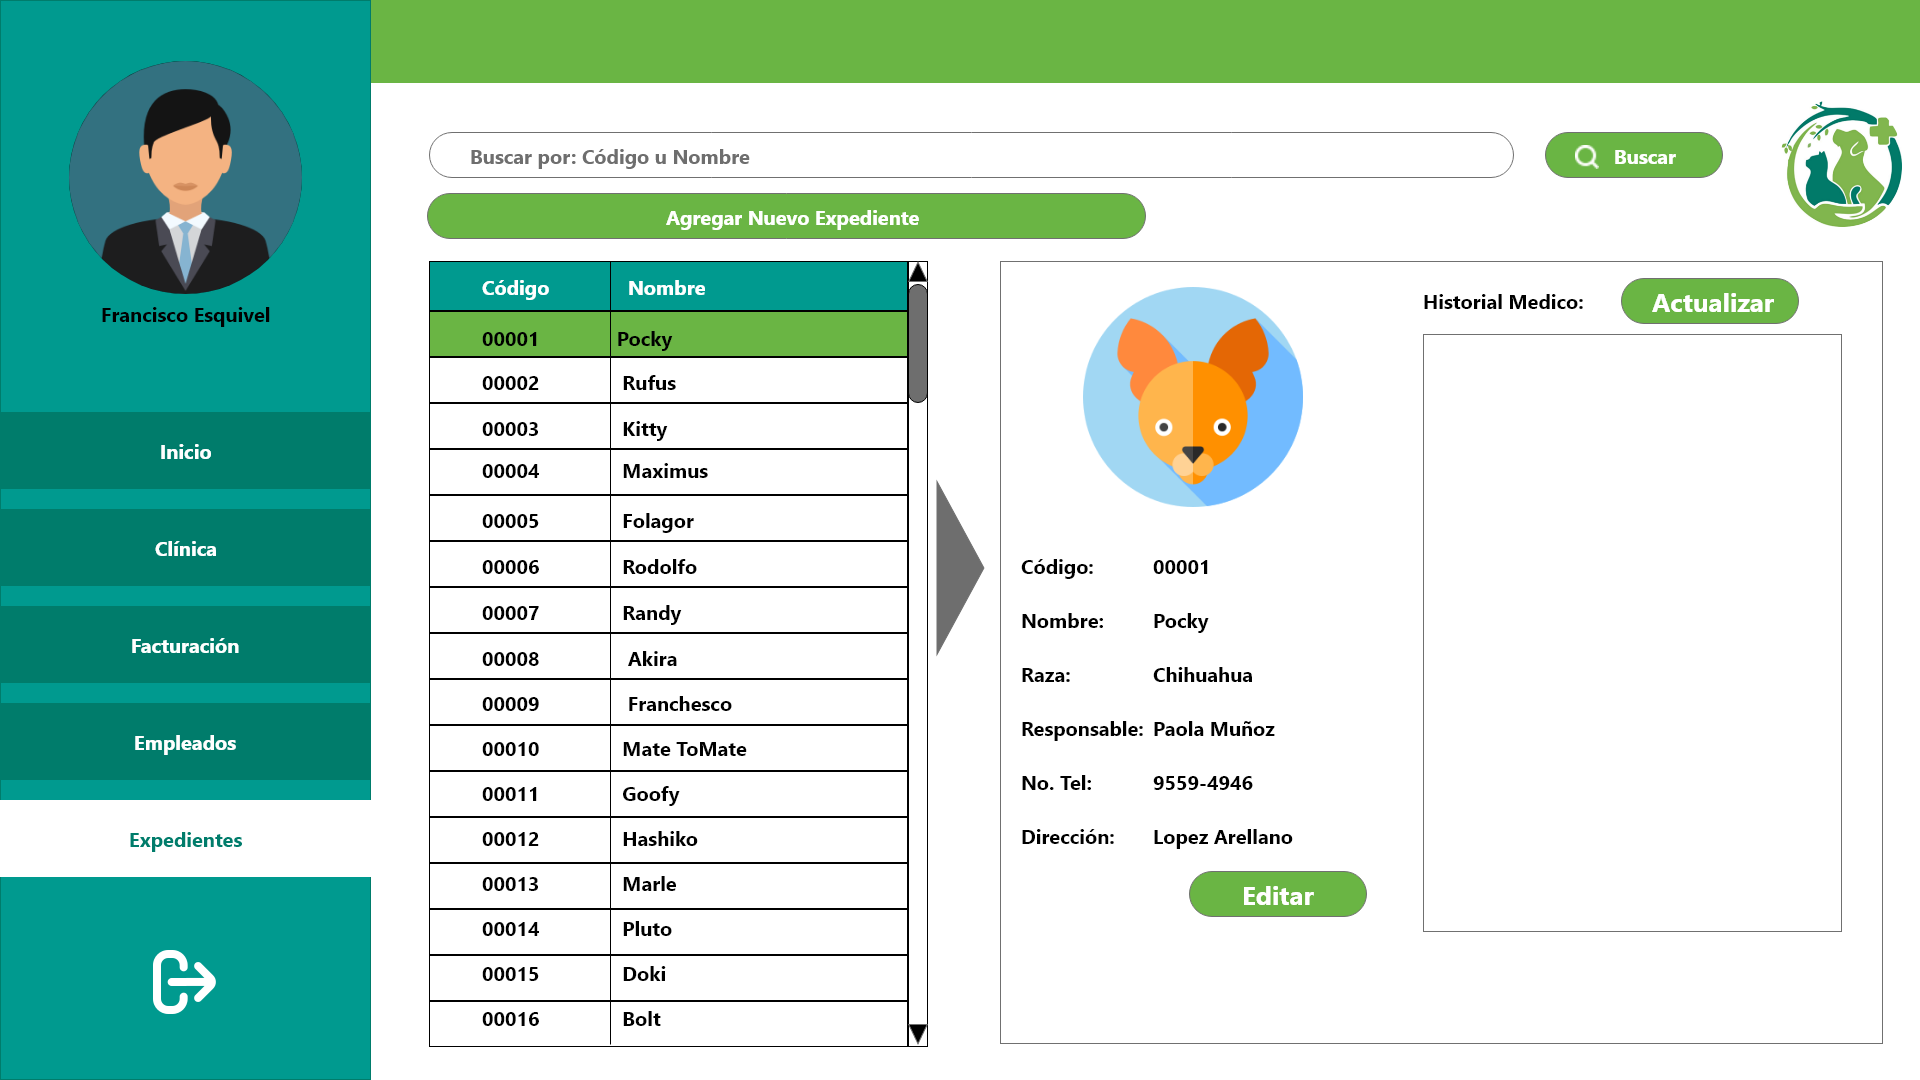 Francisco Esquivel
Inicio
Clínica
Facturación
Empleados
Expedientes
Buscar por: Código u Nombre
Buscar
Agregar Nuevo Expediente
Código Nombre
00001 Pocky
00002 Rufus
00003 Kitty
00004 Maximus
00005 Folagor
00006 Rodolfo
00007 Randy
00008 Akira
00009 Franchesco
00010 Mate ToMate
00011 Goofy
00012 Hashiko
00013 Marle
00014 Pluto
00015 Doki
00016 Bolt
Código: 00001
Nombre: Pocky
Raza: Chihuahua
Responsable: Paola Muñoz
No. Tel: 9559-4946
Dirección: Lopez Arellano
Editar
Historial Medico:
Actualizar